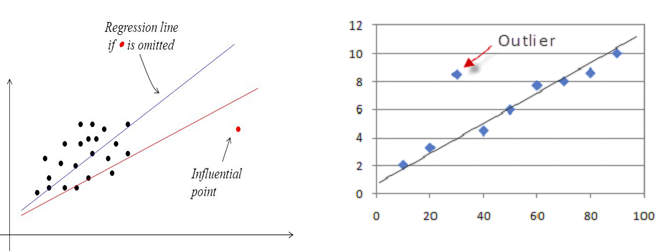 Regression line
if is omitted
Influential
point
Outlier
12
10
8
6
4
2
0
0 20 40 60 80 100